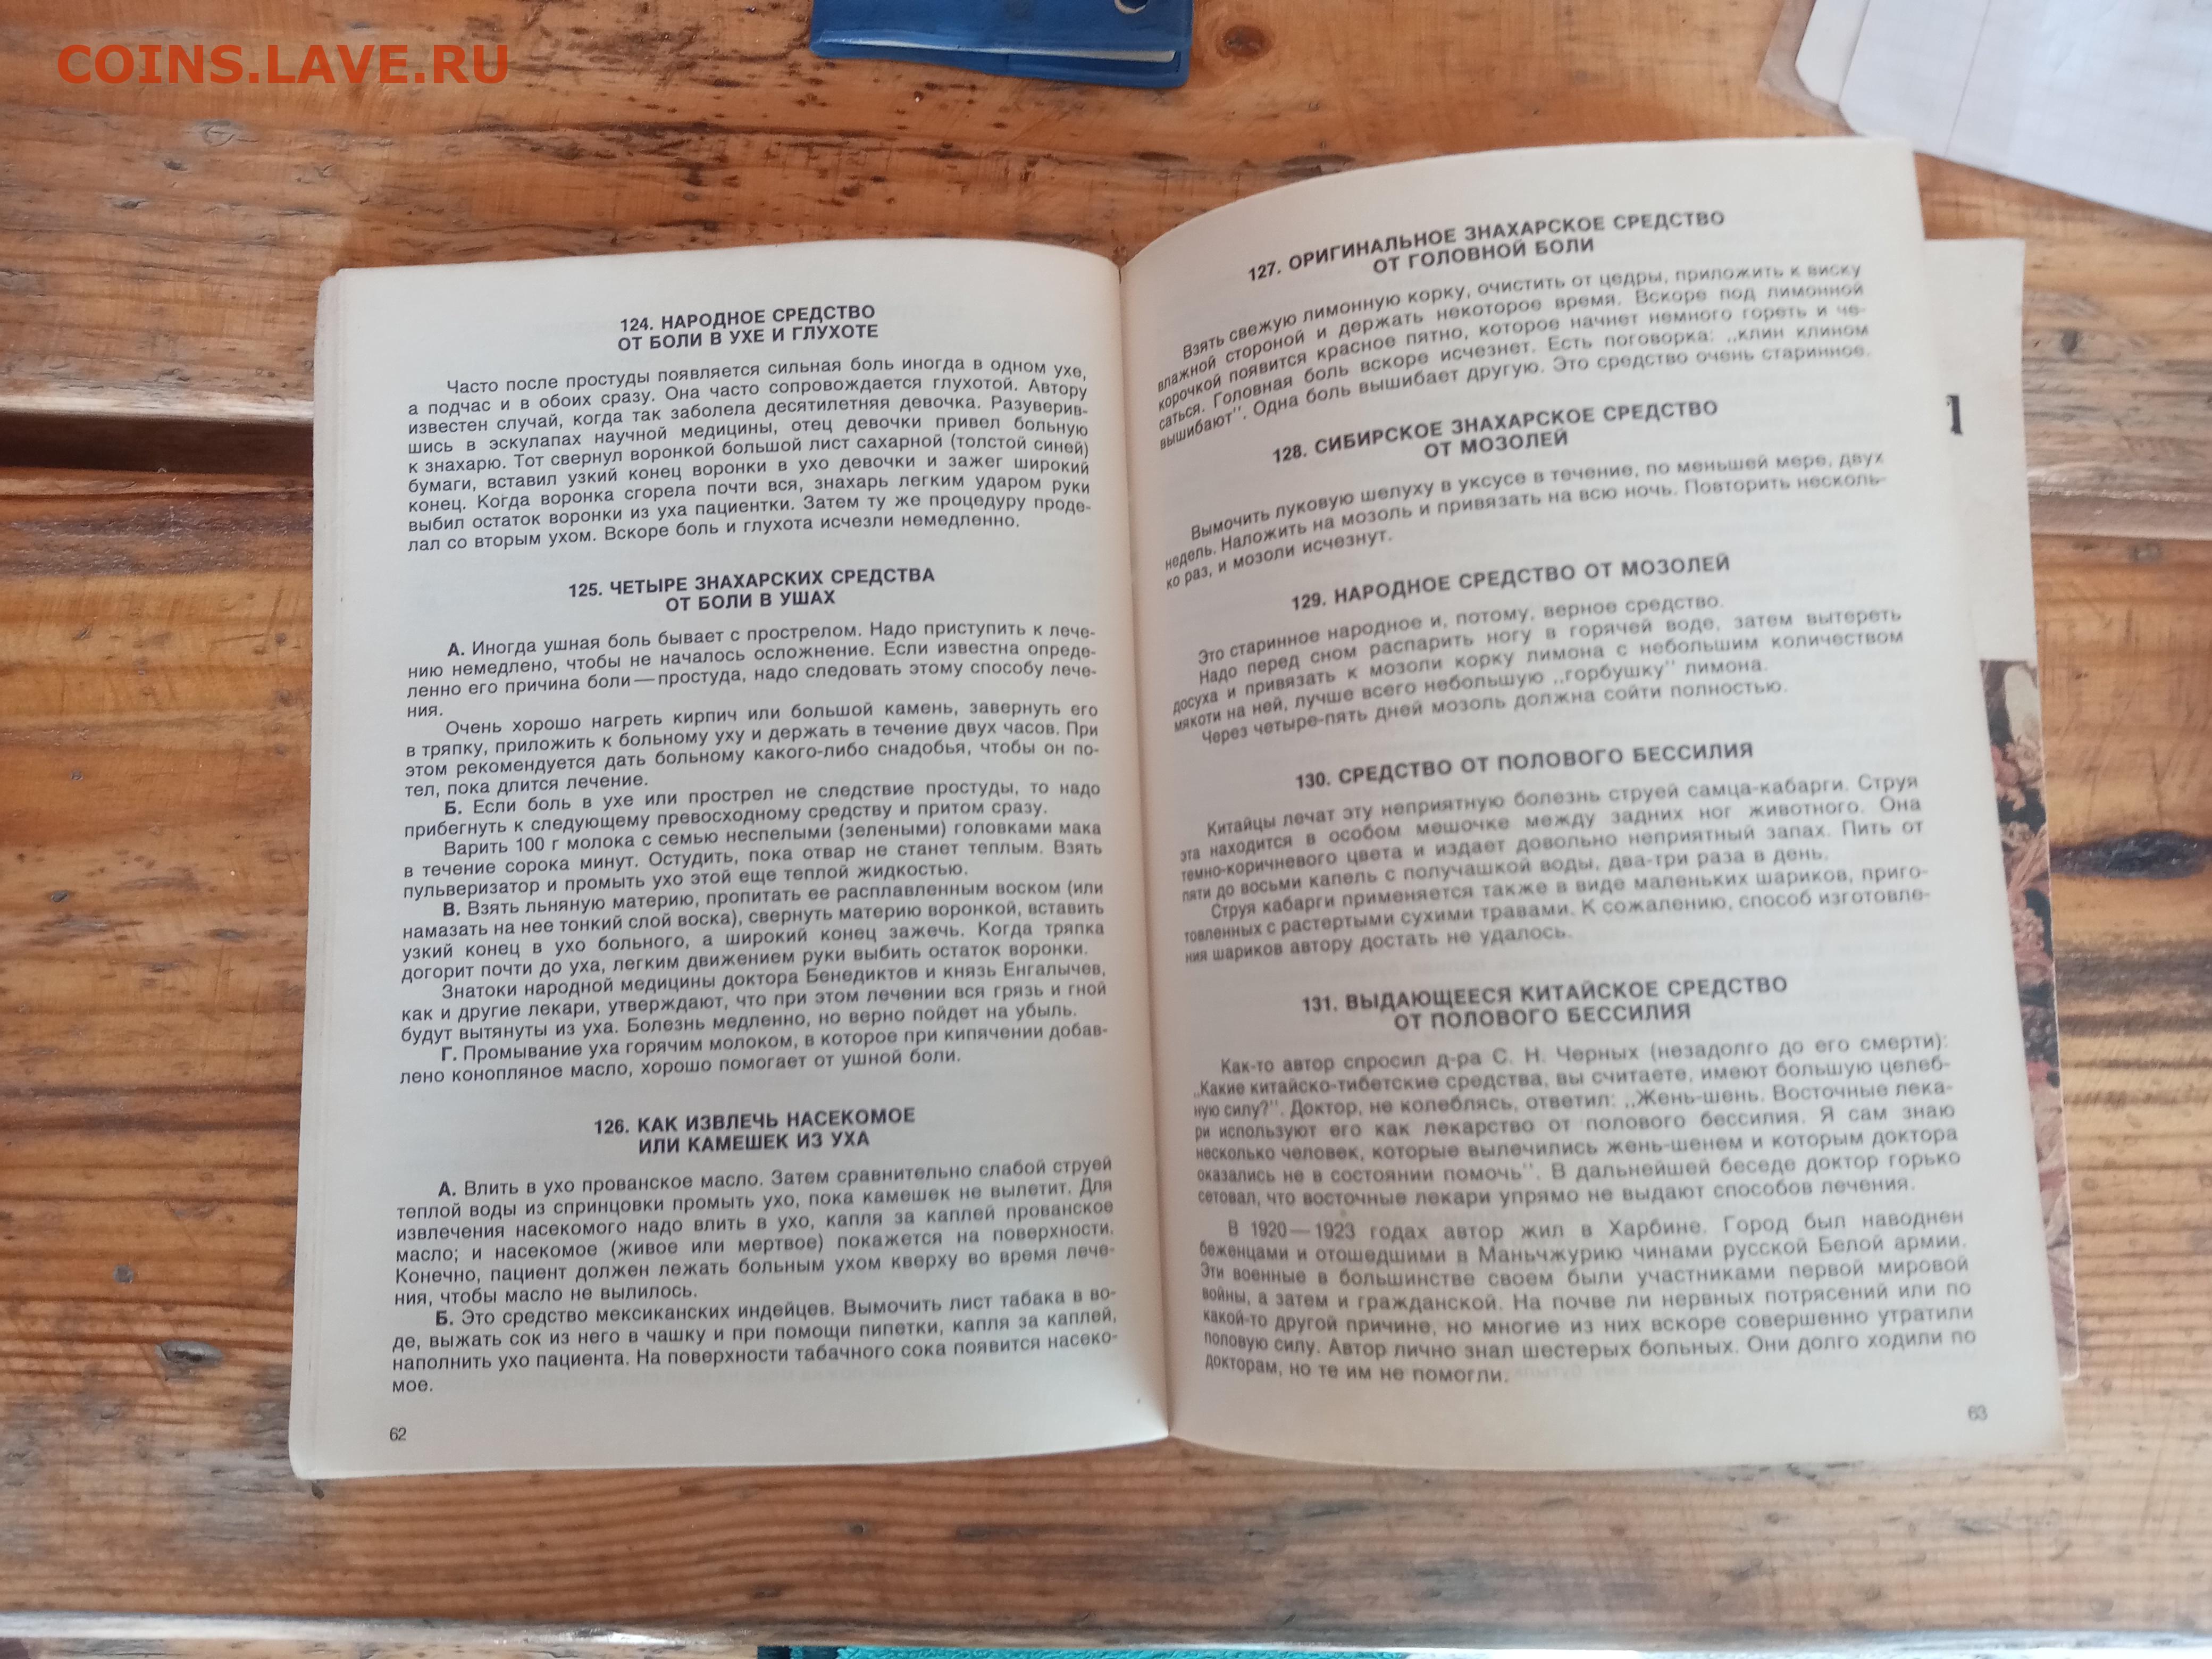 COINS.LAVE.RU
124. НАРОДНОЕ СРЕДСТВО
ОТ БОЛИ В УХЕ И ГЛУХОТЕ
Часто после простуды появляется сильная боль иногда в одном ухе,
а подчас и в обоих сразу. Она часто сопровождается глухотой. Автору
известен случай, когда так заболела десятилетняя девочка. Разуверив-
шись в эскулапах научной медицины, отец девочки привел больную
к знахарю. Тот свернул воронкой большой лист сахарной (толстой синей)
бумаги, вставил узкий конец воронки в ухо девочки и зажег широкий
конец. Когда воронка сгорела почти вся, знахарь легким ударом руки
выбил остаток воронки из уха пациентки. Затем ту же процедуру проде-
лал со вторым ухом. Вскоре боль и глухота исчезли немедленно.
125. ЧЕТЫРЕ ЗНАХАРСКИХ СРЕДСТВА
ОТ БОЛИ В УШАХ
А. Иногда ушная боль бывает с прострелом. Надо приступить к лече-
нию немедлено, чтобы не началось осложнение. Если известна опреде-
ленно его причина боли — простуда, надо следовать этому способу лече-
ния.
Очень хорошо нагреть кирпич или большой камень, завернуть его
в тряпку, приложить к больному уху и держать в течение двух часов. При
этом рекомендуется дать больному какого-либо снадобья, чтобы он по-
тел, пока длится лечение.
Б. Если боль в ухе или прострел не следствие простуды, то надо
прибегнуть к следующему превосходному средству и притом сразу.
Варить 100 г молока с семью неспелыми (зелеными) головками мака
в течение сорока минут. Остудить, пока отвар не станет теплым. Взять
пульверизатор и промыть ухо этой еще теплой жидкостью.
В. Взять льняную материю, пропитать ее расплавленным воском (или
намазать на нее тонкий слой воска), свернуть материю воронкой, вставить
узкий конец в ухо больного, а широкий конец зажечь. Когда тряпка
догорит почти до уха, легким движением руки выбить остаток воронки.
Знатоки народной медицины доктора Бенедиктов и князь Енгалычев,
как и другие лекари, утверждают, что при этом лечении вся грязь и гной
будут вытянуты из уха. Болезнь медленно, но верно пойдет на убыль.
Г. Промывание уха горячим молоком, в которое при кипячении добав-
лено конопляное масло, хорошо помогает от ушной боли.
126. КАК ИЗВЛЕЧЬ НАСЕКОМОЕ
ИЛИ КАМЕШЕК ИЗ УХА
А. Влить в ухо прованское масло. Затем сравнительно слабой струей
теплой воды из спринцовки промыть ухо, пока камешек не вылетит. Для
извлечения насекомого надо влить в ухо, капля за каплей прованское
масло; и насекомое (живое или мертвое) покажется на поверхности.
Конечно, пациент должен лежать больным ухом кверху во время лече-
ния, чтобы масло не вылилось.
Б. Это средство мексиканских индейцев. Вымочить лист табака в во-
де, выжать сок из него в чашку и при помощи пипетки, капля за каплей,
наполнить ухо пациента. На поверхности табачного сока появится насеко-
мое.
62
127. ОРИГИНАЛЬНОЕ ЗНАХАРСКОЕ СРЕДСТВО
ОТ ГОЛОВНОЙ БОЛИ
Взять свежую лимонную корку, очистить от цедры, приложить к виску
влажной стороной и держать некоторое время. Вскоре под лимонной
корочкой появится красное пятно, которое начнет немного гореть и че-
саться. Головная боль вскоре исчезнет. Есть поговорка: „клин клином
вышибают". Одна боль вышибает другую. Это средство очень старинное.
128. СИБИРСКОЕ ЗНАХАРСКОЕ СРЕДСТВО
ОТ МОЗОЛЕЙ
Вымочить луковую шелуху в уксусе в течение, по меньшей мере, двух
недель. Наложить на мозоль и привязать на всю ночь. Повторить несколь-
ко раз, и мозоли исчезнут.
129. НАРОДНОЕ СРЕДСТВО ОТ МОЗОЛЕЙ
Это старинное народное и, потому, верное средство.
Надо перед сном распарить ногу в горячей воде, затем вытереть
досуха и привязать к мозоли корку лимона с небольшим количеством
мякоти на ней, лучше всего небольшую „горбушку" лимона.
Через четыре-пять дней мозоль должна сойти полностью.
130. СРЕДСТВО ОТ ПОЛОВОГО БЕССИЛИЯ
Китайцы лечат эту неприятную болезнь струей самца-кабарги. Струя
эта находится в особом мешочке между задних ног животного. Она
темно-коричневого цвета и издает довольно неприятный запах. Пить от
пяти до восьми капель с получашкой воды, два-три раза в день.
Струя кабарги применяется также в виде маленьких шариков, приго-
товленных с растертыми сухими травами. К сожалению, способ изготовле-
ния шариков автору достать не удалось.
131. ВЫДАЮЩЕЕСЯ КИТАЙСКОЕ СРЕДСТВО
ОТ ПОЛОВОГО БЕССИЛИЯ
Как-то автор спросил д-ра С. Н. Черных (незадолго до его смерти):
„Какие китайско-тибетские средства, вы считаете, имеют большую целеб-
ную силу?". Доктор, не колеблясь, ответил: „Жень-шень. Восточные лека-
ри используют его как лекарство от полового бессилия. Я сам знаю
несколько человек, которые вылечились жень-шенем и которым доктора
оказались не в состоянии помочь". В дальнейшей беседе доктор горько
сетовал, что восточные лекари упрямо не выдают способов лечения.
В 1920—1923 годах автор жил в Харбине. Город был наводнен
беженцами и отошедшими в Маньчжурию чинами русской Белой армии.
Эти военные в большинстве своем были участниками первой мировой
войны, а затем и гражданской. На почве ли нервных потрясений или по
какой-то другой причине, но многие из них вскоре совершенно утратили
половую силу. Автор лично знал шестерых больных. Они долго ходили по
докторам, но те им не помогли.
63